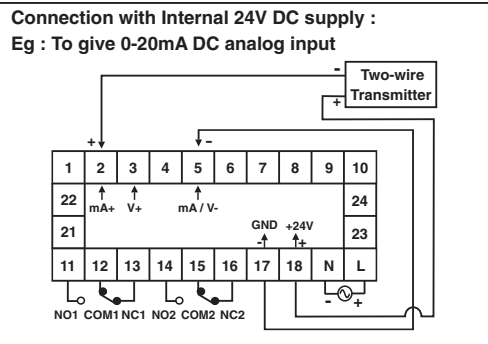 Connection with Internal 24V DC supply :
Eg : To give 0-20mA DC analog input
- Two-wire
+ Transmitter
+ -
1 2 3 4 5 6 7 8 9 10
22 mA+ V+ mA / V- 24
GND +24V
21 - + 23
11 12 13 14 15 16 17 18 N L
- +
NO1 COM1 NC1 NO2 COM2 NC2